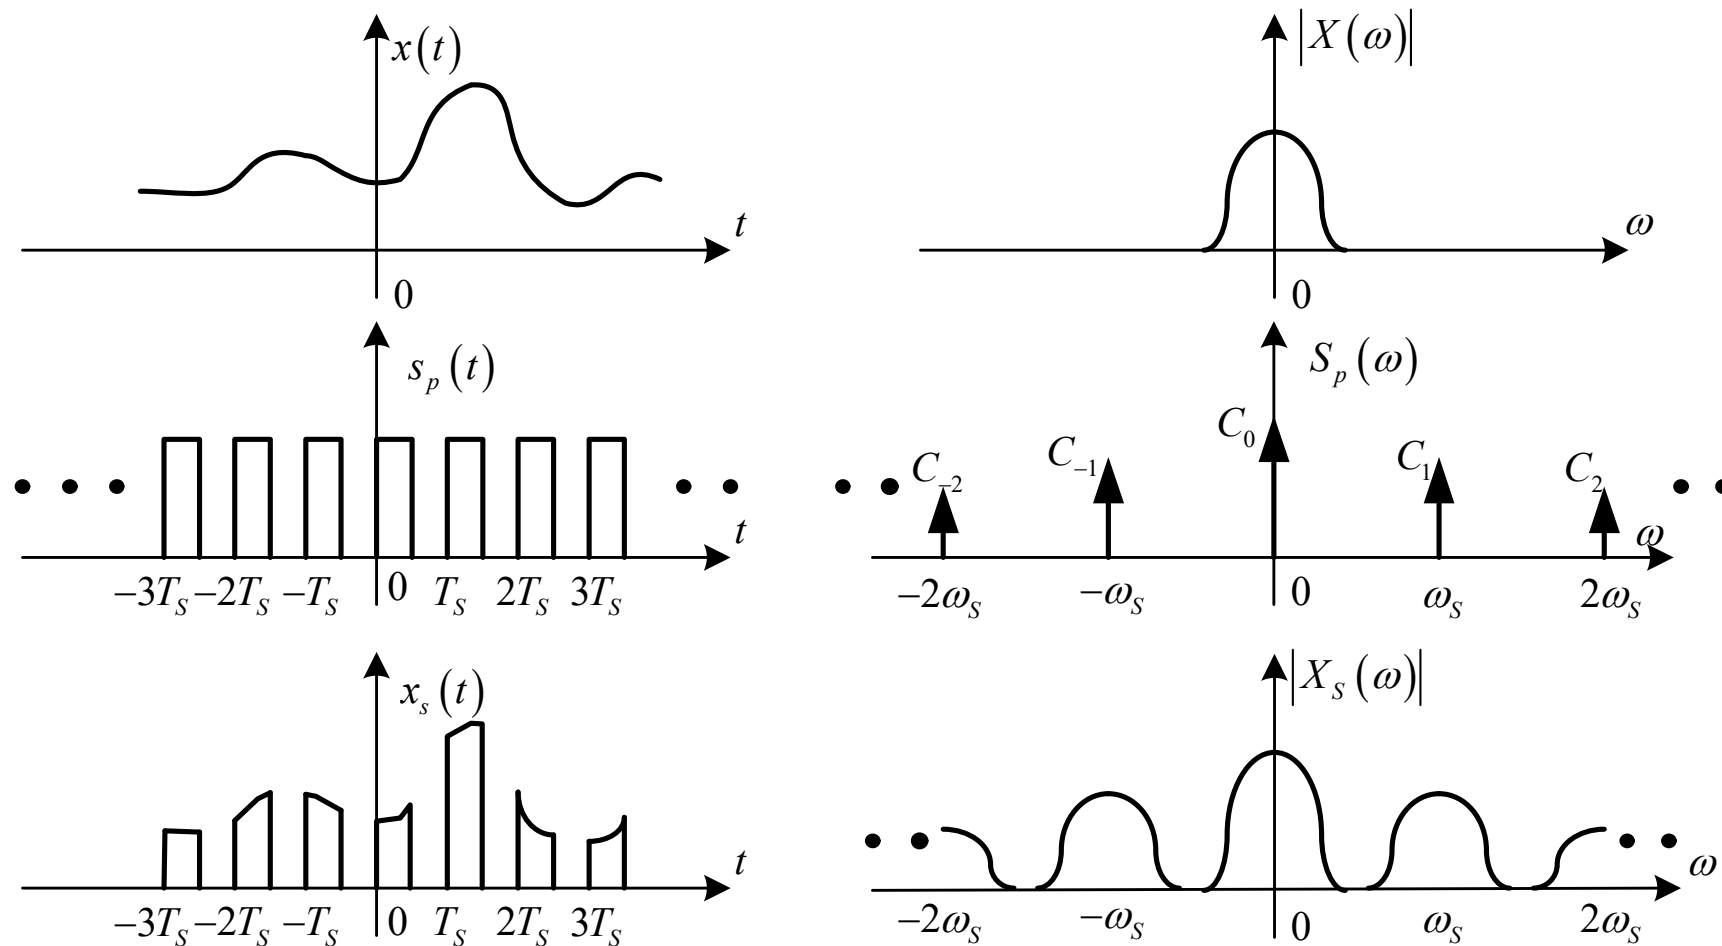 x(t)
t
0
|X(ω)|
ω
0
s_p(t)
t
−3T_S −2T_S −T_S 0 T_S 2T_S 3T_S
S_p(ω)
C_−2 C_−1 C_0 C_1 C_2
ω
−2ω_S −ω_S 0 ω_S 2ω_S
x_s(t)
t
−3T_S −2T_S −T_S 0 T_S 2T_S 3T_S
|X_S(ω)|
ω
−2ω_S −ω_S 0 ω_S 2ω_S